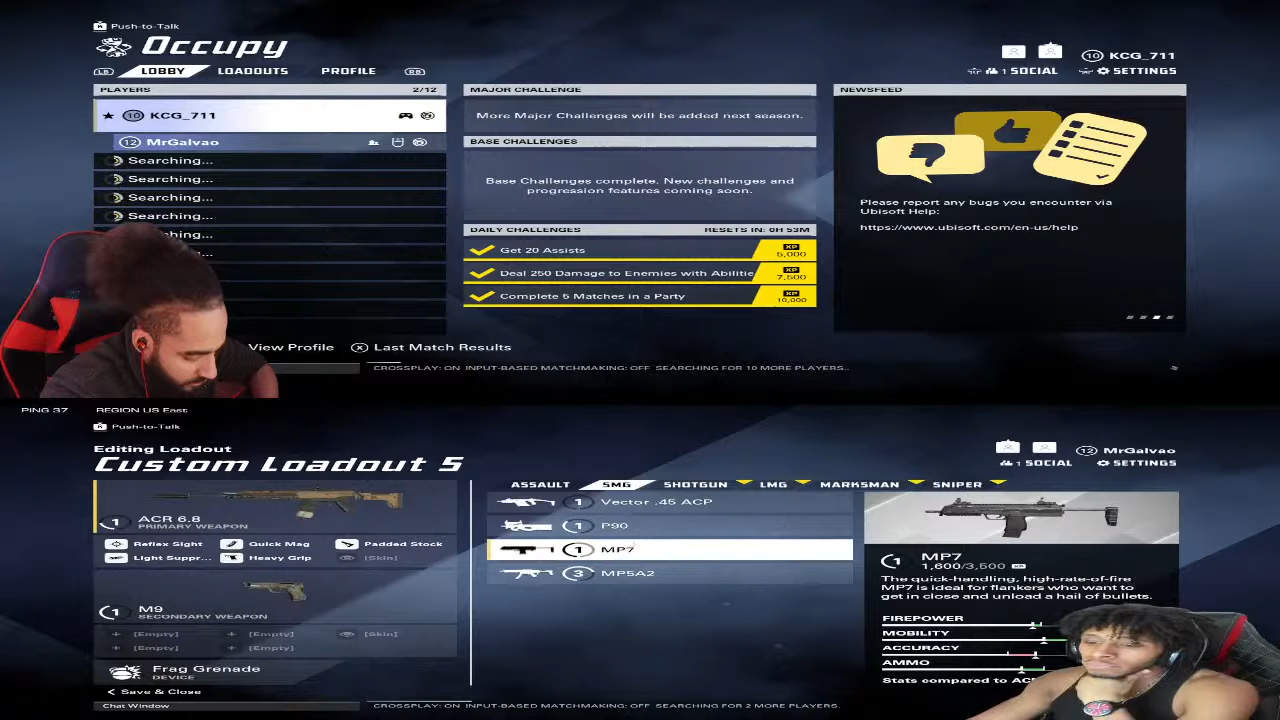 Push-to-Talk
Occupy
KCG_711
LB LOBBY LOADOUTS PROFILE RB
1 SOCIAL SETTINGS
PLAYERS 2/12
10 KCG_711
12 MrGalvao
Searching...
Searching...
Searching...
Searching...
View Profile X Last Match Results
MAJOR CHALLENGE
More Major Challenges will be added next season.
BASE CHALLENGES
Base Challenges complete. New challenges and
progression features coming soon.
DAILY CHALLENGES RESETS IN: 0H 53M
Get 20 Assists XP 5,000
Deal 250 Damage to Enemies with Abilitie XP 7,500
Complete 5 Matches in a Party XP 10,000
NEWSFEED
Please report any bugs you encounter via
Ubisoft Help:
https://www.ubisoft.com/en-us/help
CROSSPLAY: ON INPUT-BASED MATCHMAKING: OFF SEARCHING FOR 10 MORE PLAYERS..
PING 37 REGION US East
Push-to-Talk
Editing Loadout
Custom Loadout 5
12 MrGalvao
1 SOCIAL SETTINGS
1 ACR 6.8
PRIMARY WEAPON
Reflex Sight Quick Mag Padded Stock
Light Suppr... Heavy Grip [Skin]
1 M9
SECONDARY WEAPON
[Empty] [Empty] [Skin]
[Empty] [Empty]
Frag Grenade
DEVICE
< Save & Close
Chat Window
ASSAULT SMG SHOTGUN LMG MARKSMAN SNIPER
1 Vector .45 ACP
1 P90
1 MP7
3 MP5A2
1 MP7
1,600/3,500 XP
The quick-handling, high-rate-of-fire
MP7 is ideal for flankers who want to
get in close and unload a hail of bullets.
FIREPOWER
MOBILITY
ACCURACY
AMMO
Stats compared to
CROSSPLAY: ON INPUT-BASED MATCHMAKING: OFF SEARCHING FOR 2 MORE PLAYERS.